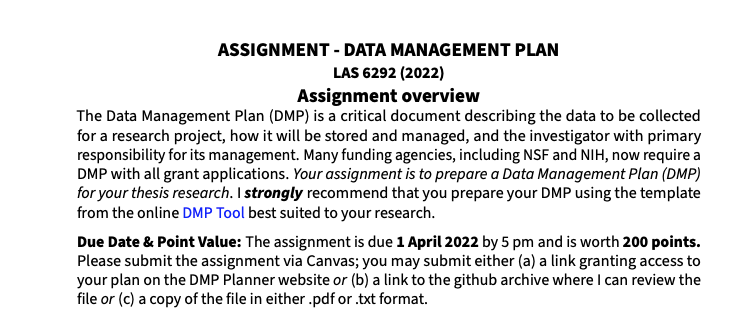 ASSIGNMENT - DATA MANAGEMENT PLAN
LAS 6292 (2022)
Assignment overview
The Data Management Plan (DMP) is a critical document describing the data to be collected
for a research project, how it will be stored and managed, and the investigator with primary
responsibility for its management. Many funding agencies, including NSF and NIH, now require a
DMP with all grant applications. Your assignment is to prepare a Data Management Plan (DMP)
for your thesis research. I strongly recommend that you prepare your DMP using the template
from the online DMP Tool best suited to your research.
Due Date & Point Value: The assignment is due 1 April 2022 by 5 pm and is worth 200 points.
Please submit the assignment via Canvas; you may submit either (a) a link granting access to
your plan on the DMP Planner website or (b) a link to the github archive where I can review the
file or (c) a copy of the file in either .pdf or .txt format.